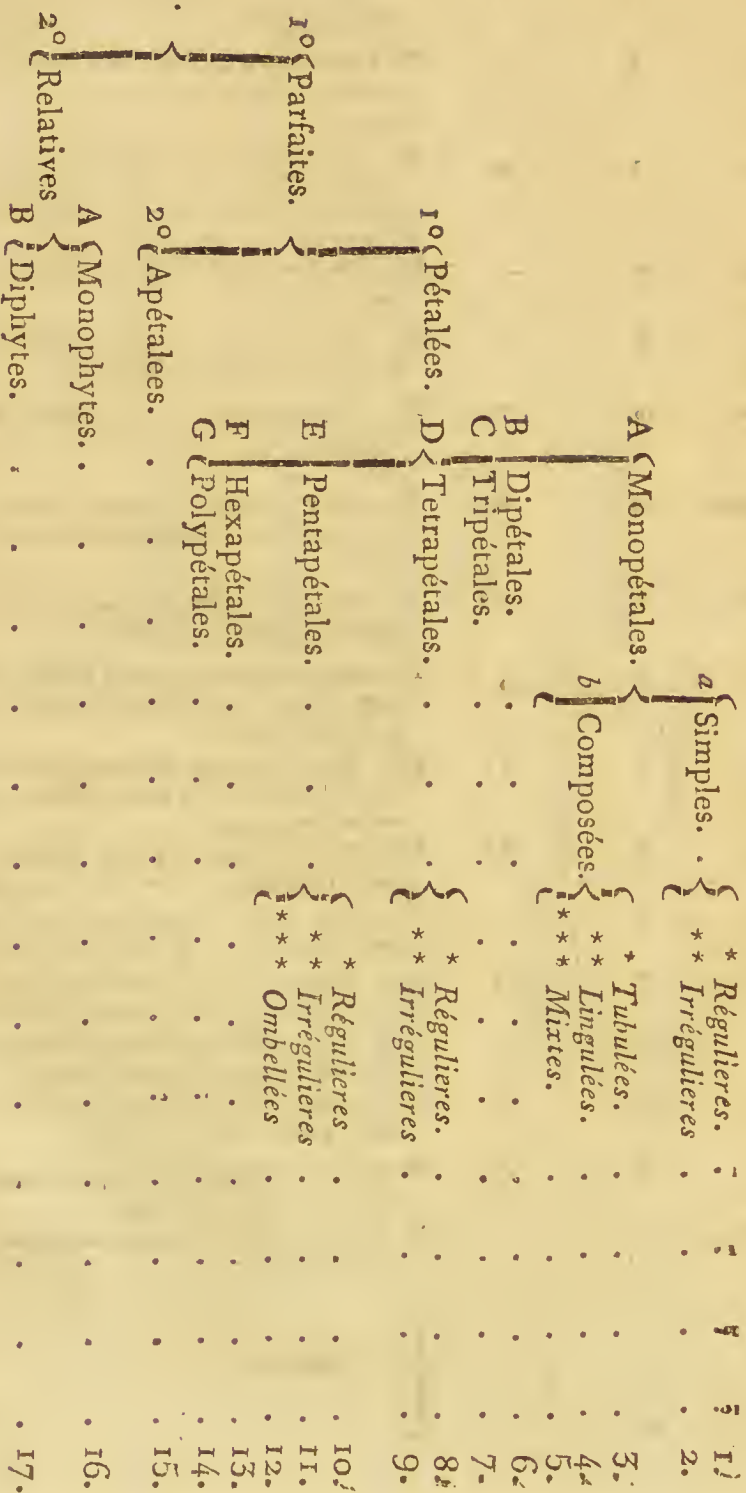 1° Parfaites.
1° Pétalées.
A Monopétales.
a Simples. .
* Régulieres. . . . . 1.
** Irrégulieres . . . . 2.
b Composées.
* Tubulées. . . . . 3.
** Lingulées. . . . . 4.
*** Mixtes. . . . . 5.
B Dipétales. . . . . . . . . . 6.
C Tripétales. . . . . . . . . . 7.
D Tetrapétales. . . .
* Régulieres. . . . . 8.
** Irrégulieres . . . . 9.
E Pentapétales. . . .
* Régulieres . . . . 10.
** Irrégulieres . . . . 11.
*** Ombellées . . . . 12.
F Hexapétales. . . . . . . . . . 13.
G Polypétales. . . . . . . . . . 14.
2° Apétalees. . . . . . . . . . . . . 15.
2° Relatives
A Monophytes. . . . . . . . . . . . . 16.
B Diphytes. . . . . . . . . . . . . 17.